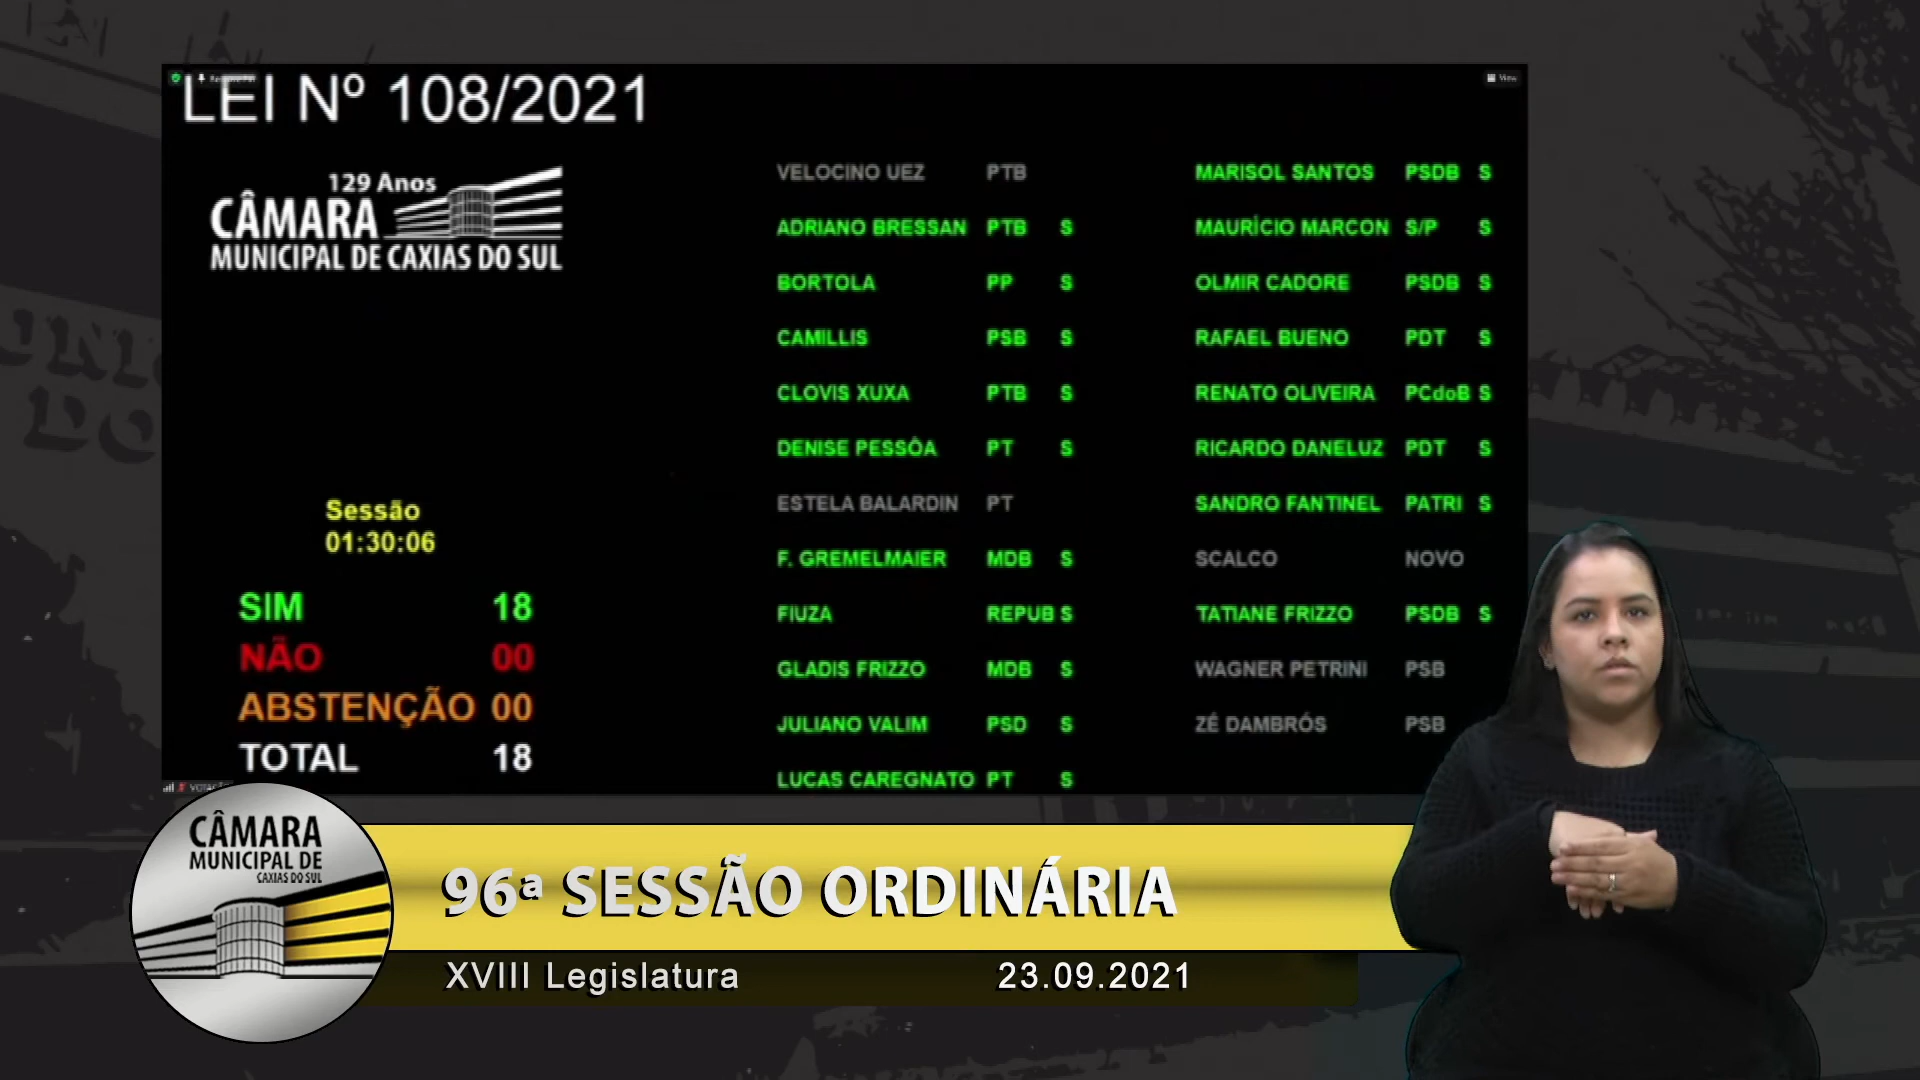 LEI Nº 108/2021
View
129 Anos
CÂMARA
MUNICIPAL DE CAXIAS DO SUL
Sessão
01:30:06
SIM 18
NÃO 00
ABSTENÇÃO 00
TOTAL 18
VELOCINO UEZ PTB
ADRIANO BRESSAN PTB S
BORTOLA PP S
CAMILLIS PSB S
CLOVIS XUXA PTB S
DENISE PESSÔA PT S
ESTELA BALARDIN PT
F. GREMELMAIER MDB S
FIUZA REPUB S
GLADIS FRIZZO MDB S
JULIANO VALIM PSD S
LUCAS CAREGNATO PT S
MARISOL SANTOS PSDB S
MAURÍCIO MARCON S/P S
OLMIR CADORE PSDB S
RAFAEL BUENO PDT S
RENATO OLIVEIRA PCdoB S
RICARDO DANELUZ PDT S
SANDRO FANTINEL PATRI S
SCALCO NOVO
TATIANE FRIZZO PSDB S
WAGNER PETRINI PSB
ZÉ DAMBRÓS PSB
CÂMARA
MUNICIPAL DE
CAXIAS DO SUL
96ª SESSÃO ORDINÁRIA
XVIII Legislatura 23.09.2021